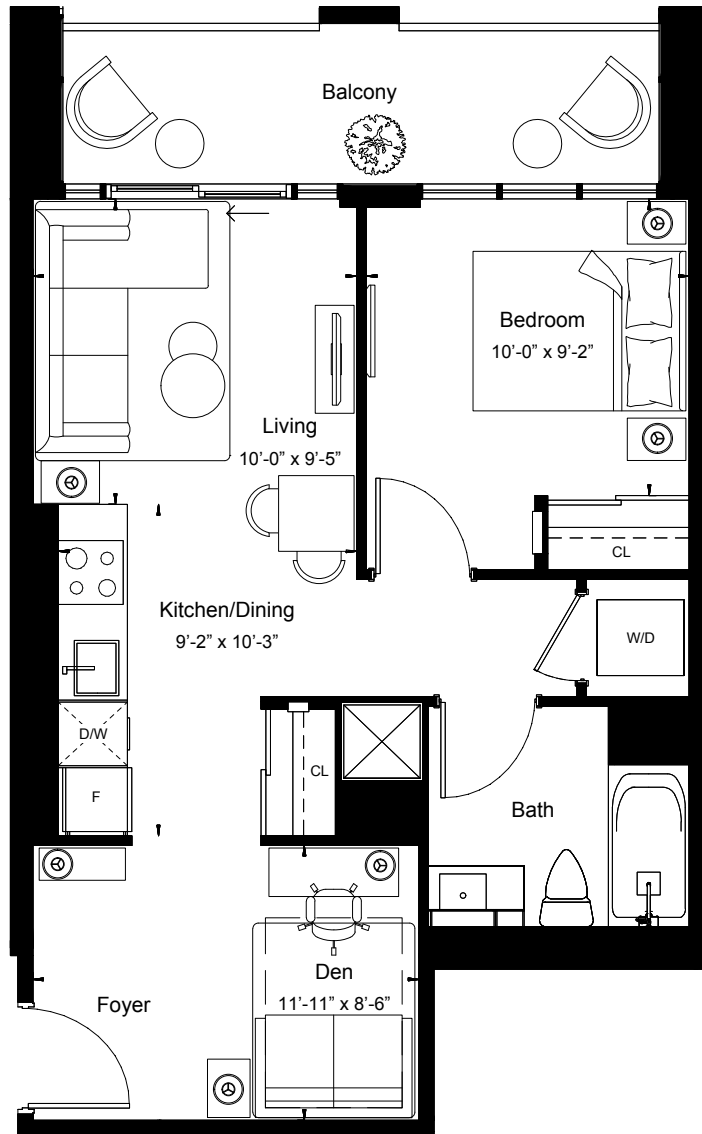 Balcony
Bedroom
10’-0” x 9’-2”
Living
10’-0” x 9’-5”
CL
Kitchen/Dining
9’-2” x 10’-3”
W/D
D/W
CL
F
Bath
Den
11’-11” x 8’-6”
Foyer